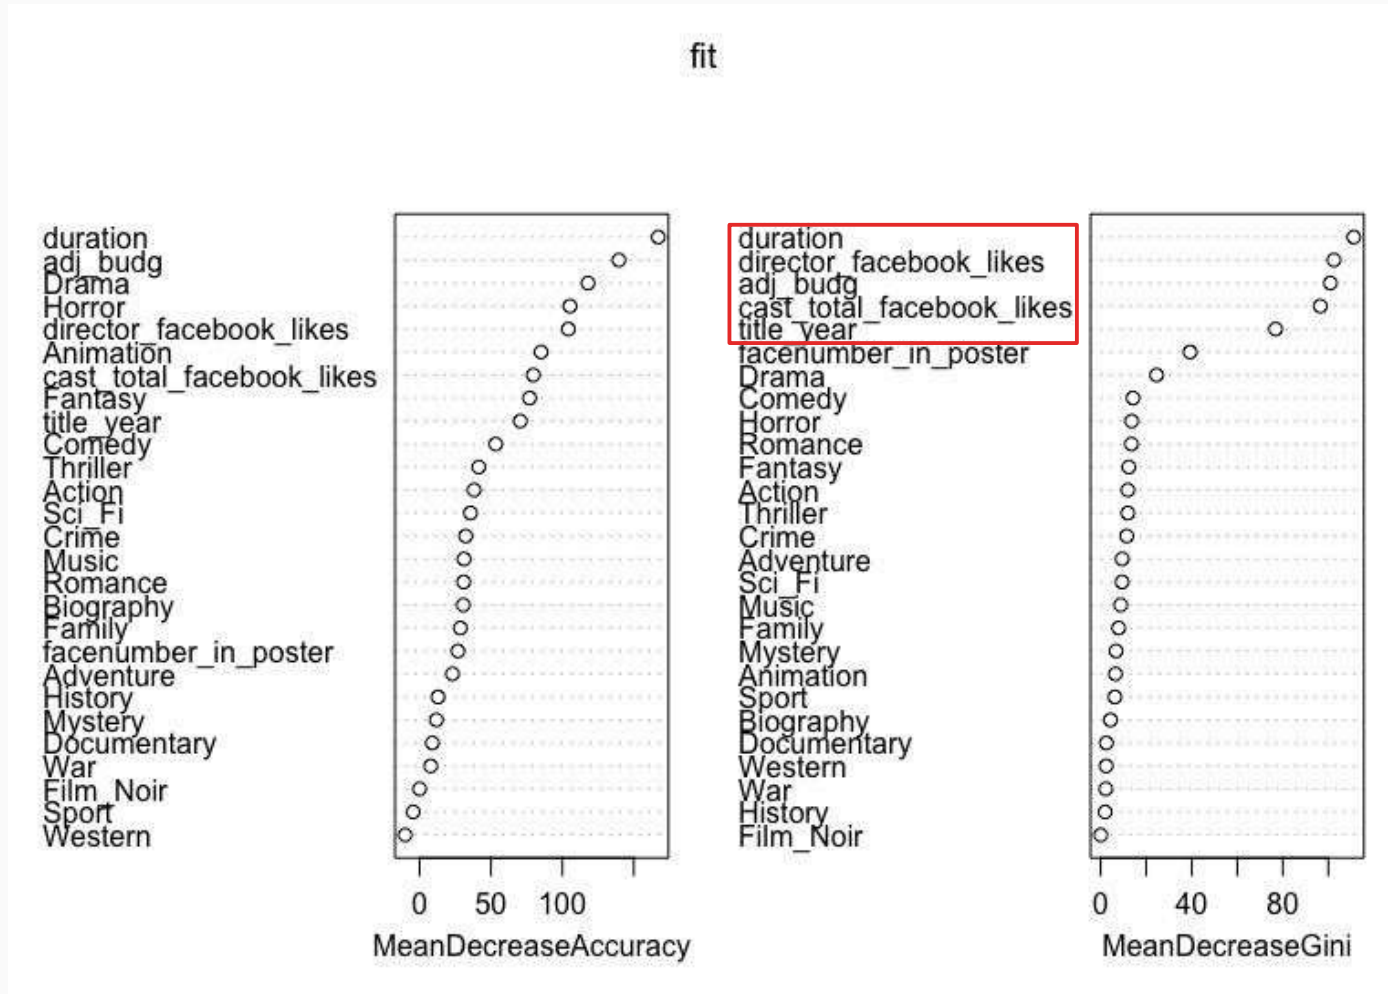 fit
duration
adj_budg
Drama
Horror
director_facebook_likes
Animation
cast_total_facebook_likes
Fantasy
title_year
Comedy
Thriller
Action
Sci_Fi
Crime
Music
Romance
Biography
Family
facenumber_in_poster
Adventure
History
Mystery
Documentary
War
Film_Noir
Sport
Western
0 50 100
MeanDecreaseAccuracy
duration
director_facebook_likes
adj_budg
cast_total_facebook_likes
title_year
facenumber_in_poster
Drama
Comedy
Horror
Romance
Fantasy
Action
Thriller
Crime
Adventure
Sci_Fi
Music
Family
Mystery
Animation
Sport
Biography
Documentary
Western
War
History
Film_Noir
0 40 80
MeanDecreaseGini